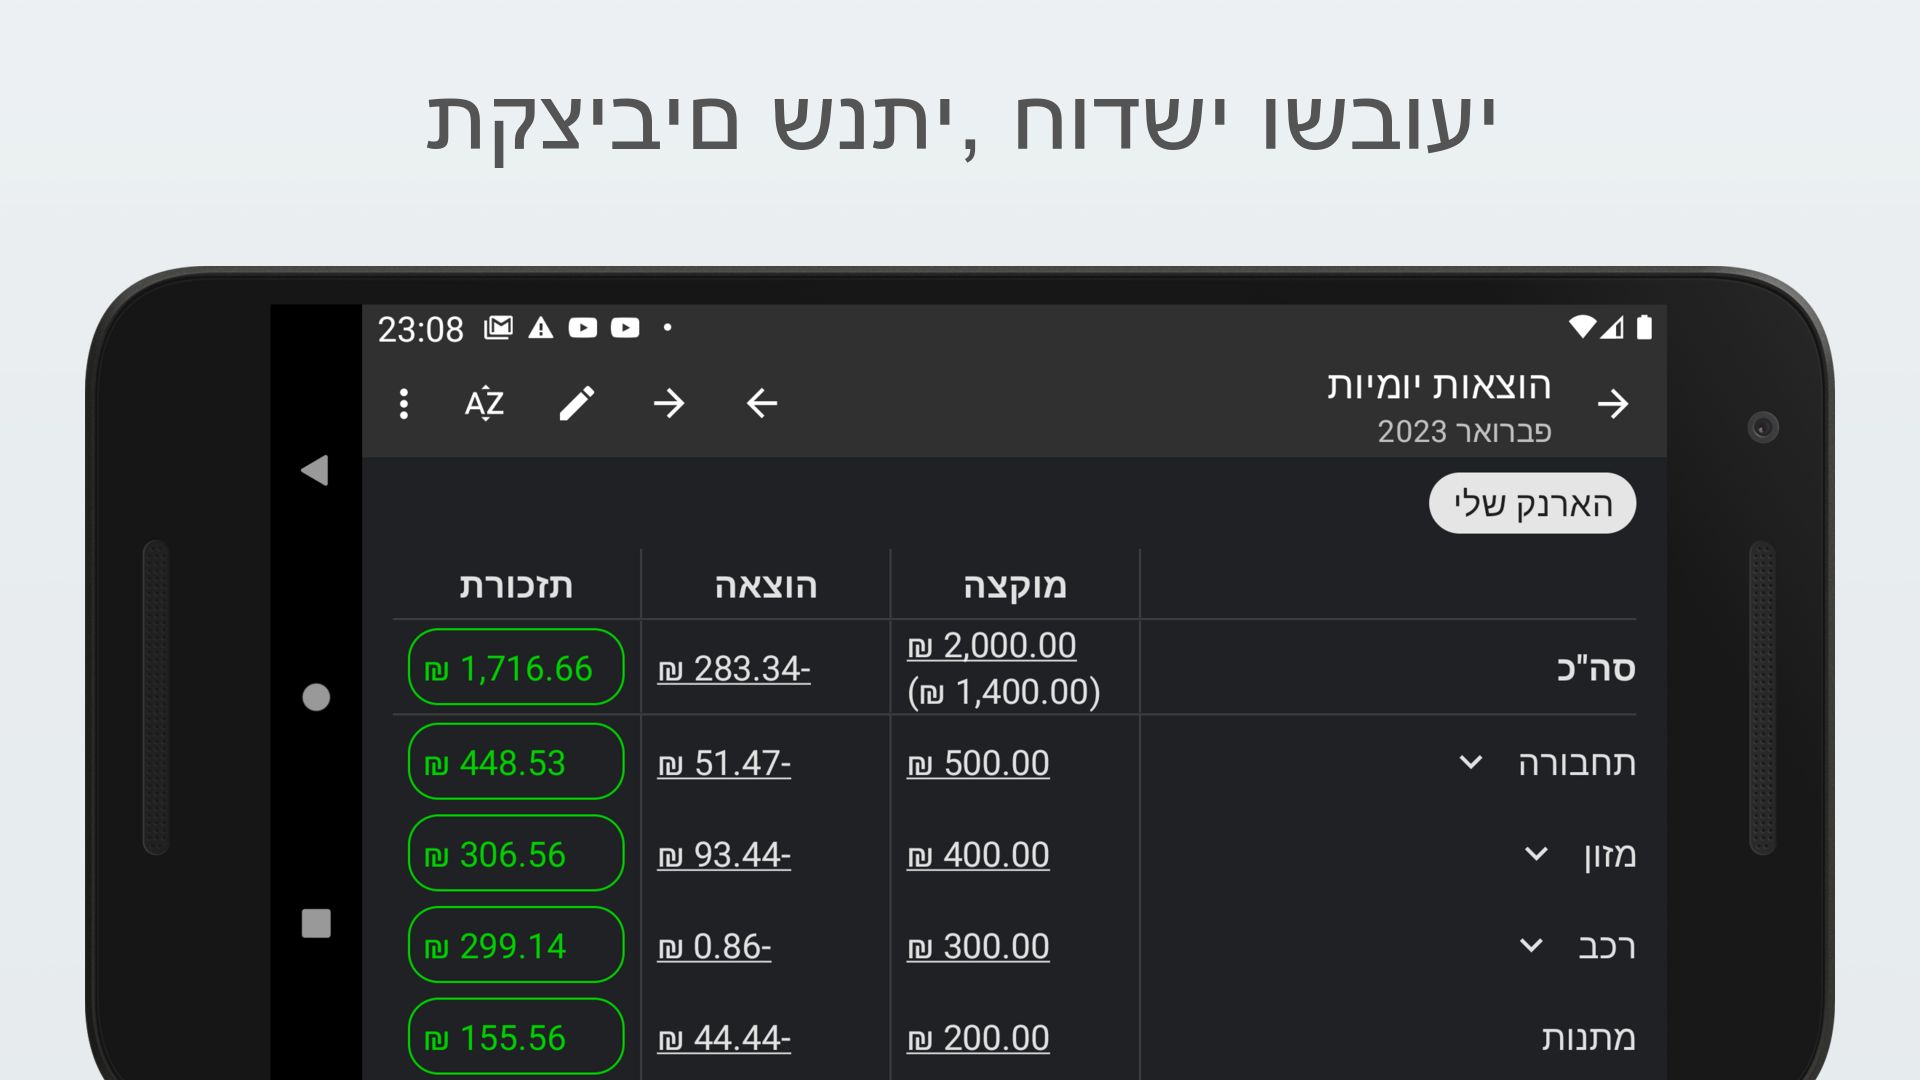 תקציבים שנתי, חודשי ושבועי
23:08
הוצאות יומיות
פברואר 2023
AZ
הארנק שלי
מוקצה הוצאה תזכורת
סה"כ 2,000.00 ₪ -283.34 ₪ 1,716.66 ₪
(1,400.00 ₪)
תחבורה 500.00 ₪ -51.47 ₪ 448.53 ₪
מזון 400.00 ₪ -93.44 ₪ 306.56 ₪
רכב 300.00 ₪ -0.86 ₪ 299.14 ₪
מתנות 200.00 ₪ -44.44 ₪ 155.56 ₪